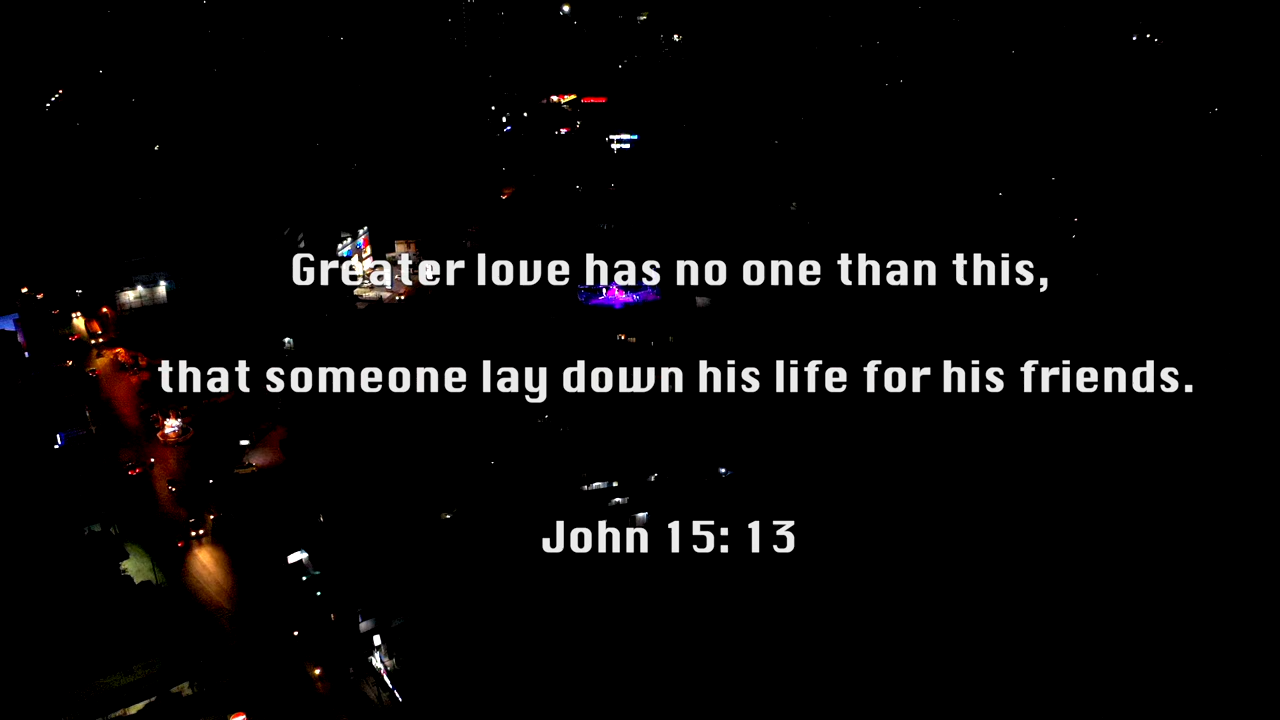 Greater love has no one than this,
that someone lay down his life for his friends.
John 15: 13